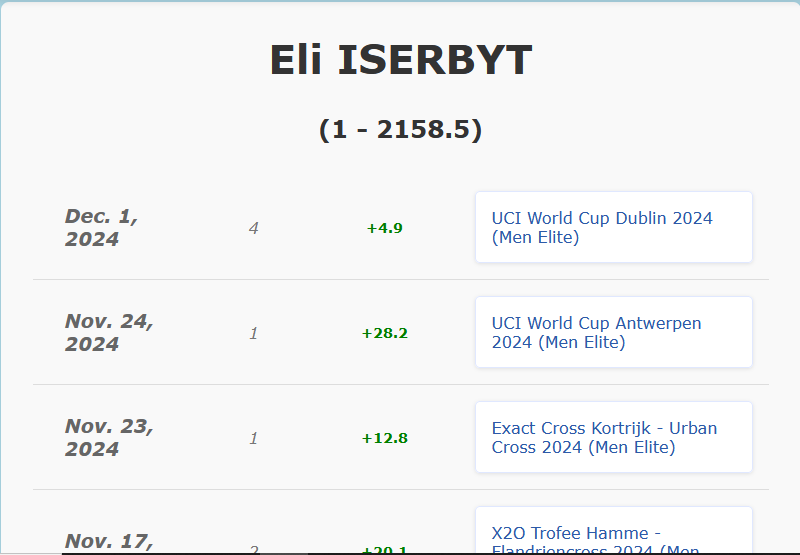 Eli ISERBYT
(1 - 2158.5)
Dec. 1,
2024
4
+4.9
UCI World Cup Dublin 2024
(Men Elite)
Nov. 24,
2024
1
+28.2
UCI World Cup Antwerpen
2024 (Men Elite)
Nov. 23,
2024
1
+12.8
Exact Cross Kortrijk - Urban
Cross 2024 (Men Elite)
Nov. 17,
2
+20.1
X2O Trofee Hamme -
Flandriencross 2024 (Men